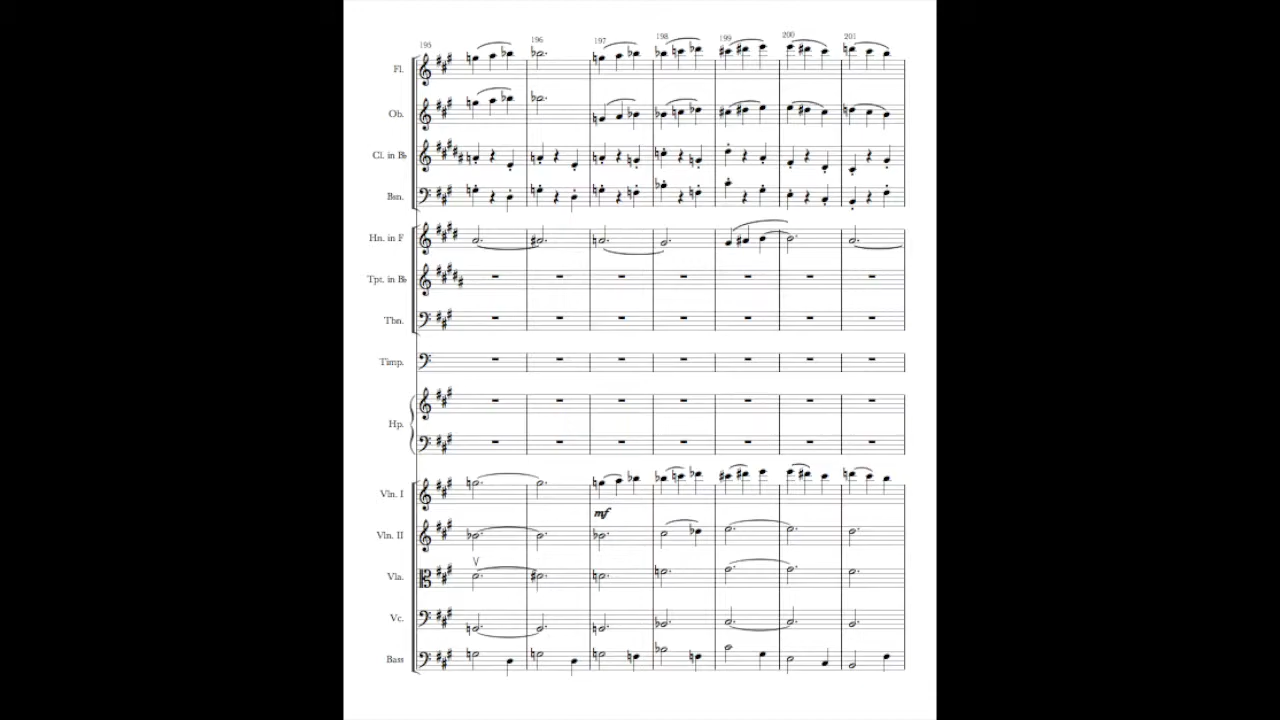 195 196 197 198 199 200 201
Fl.
Ob.
Cl. in B♭
Bsn.
Hn. in F
Tpt. in B♭
Tbn.
Timp.
Hp.
Vln. I
mf
Vln. II
Vla.
Vc.
Bass